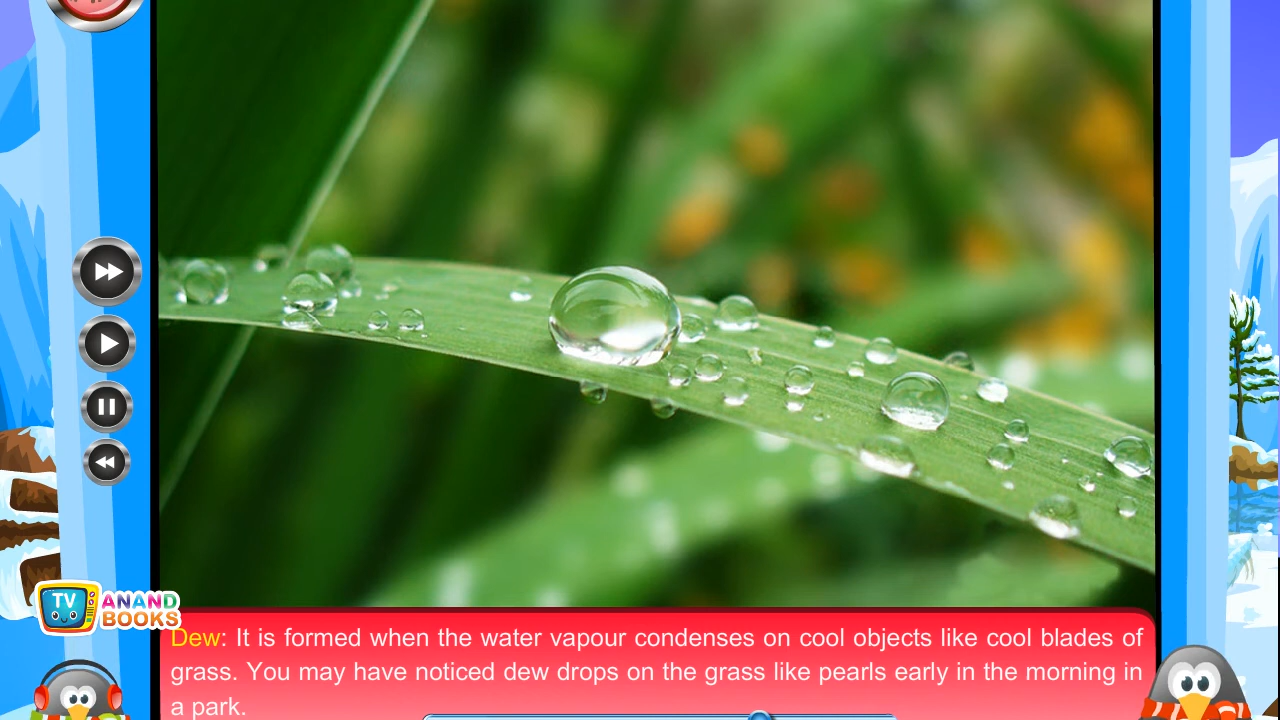 TV
ANAND
BOOKS
Dew: It is formed when the water vapour condenses on cool objects like cool blades of
grass. You may have noticed dew drops on the grass like pearls early in the morning in
a park.